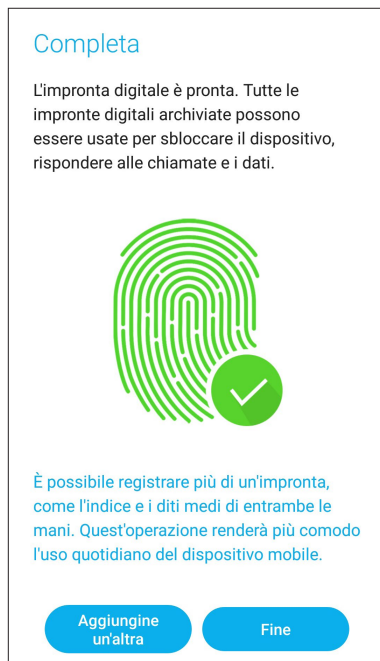 Completa
L'impronta digitale è pronta. Tutte le
impronte digitali archiviate possono
essere usate per sbloccare il dispositivo,
rispondere alle chiamate e i dati.
È possibile registrare più di un'impronta,
come l'indice e i diti medi di entrambe le
mani. Quest'operazione renderà più comodo
l'uso quotidiano del dispositivo mobile.
Aggiungine
un'altra
Fine